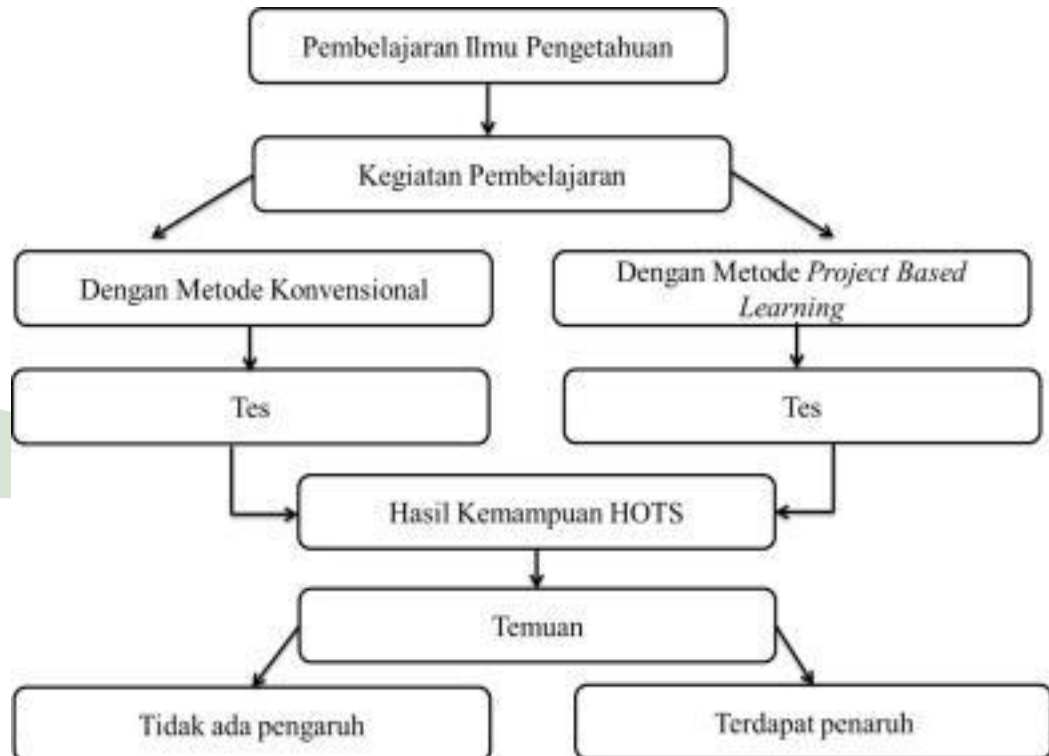 Pembelajaran Ilmu Pengetahuan
Kegiatan Pembelajaran
Dengan Metode Konvensional
Dengan Metode Project Based
Learning
Tes
Tes
Hasil Kemampuan HOTS
Temuan
Tidak ada pengaruh
Terdapat penaruh